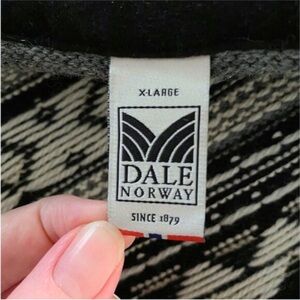 X-LARGE
DALE
NORWAY
SINCE 1879